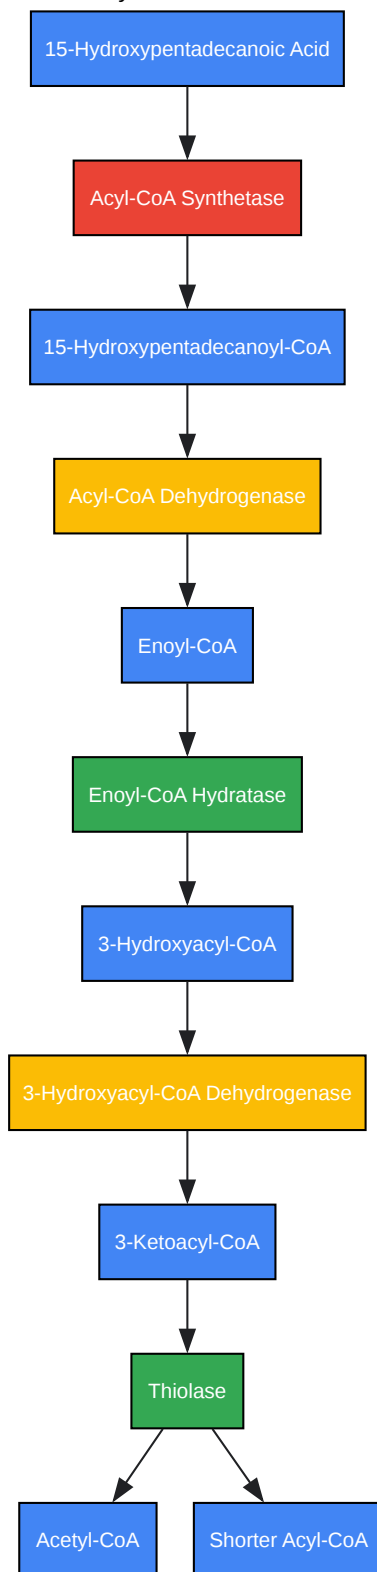 15-Hydroxypentadecanoic Acid
Acyl-CoA Synthetase
15-Hydroxypentadecanoyl-CoA
Acyl-CoA Dehydrogenase
Enoyl-CoA
Enoyl-CoA Hydratase
3-Hydroxyacyl-CoA
3-Hydroxyacyl-CoA Dehydrogenase
3-Ketoacyl-CoA
Thiolase
Acetyl-CoA
Shorter Acyl-CoA